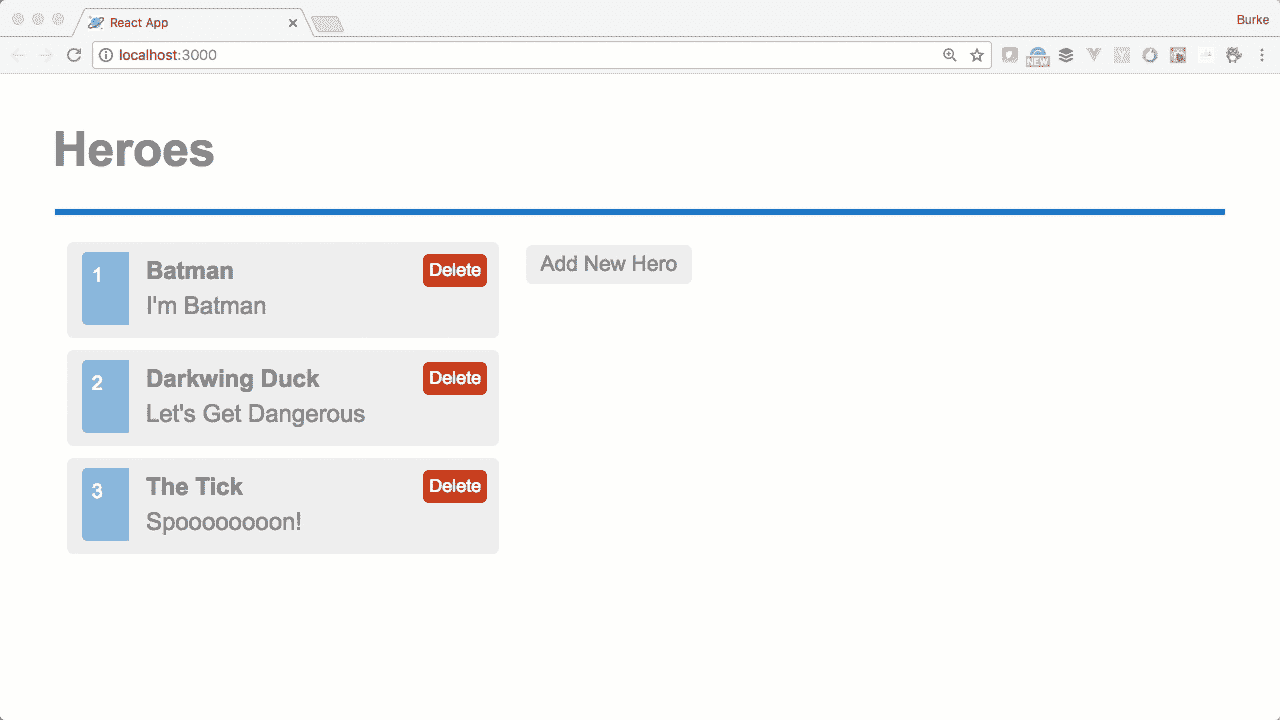 React App
Burke
localhost:3000
NEW
Heroes
1
Batman
Delete
I'm Batman
Add New Hero
2
Darkwing Duck
Delete
Let's Get Dangerous
3
The Tick
Delete
Spooooooooon!